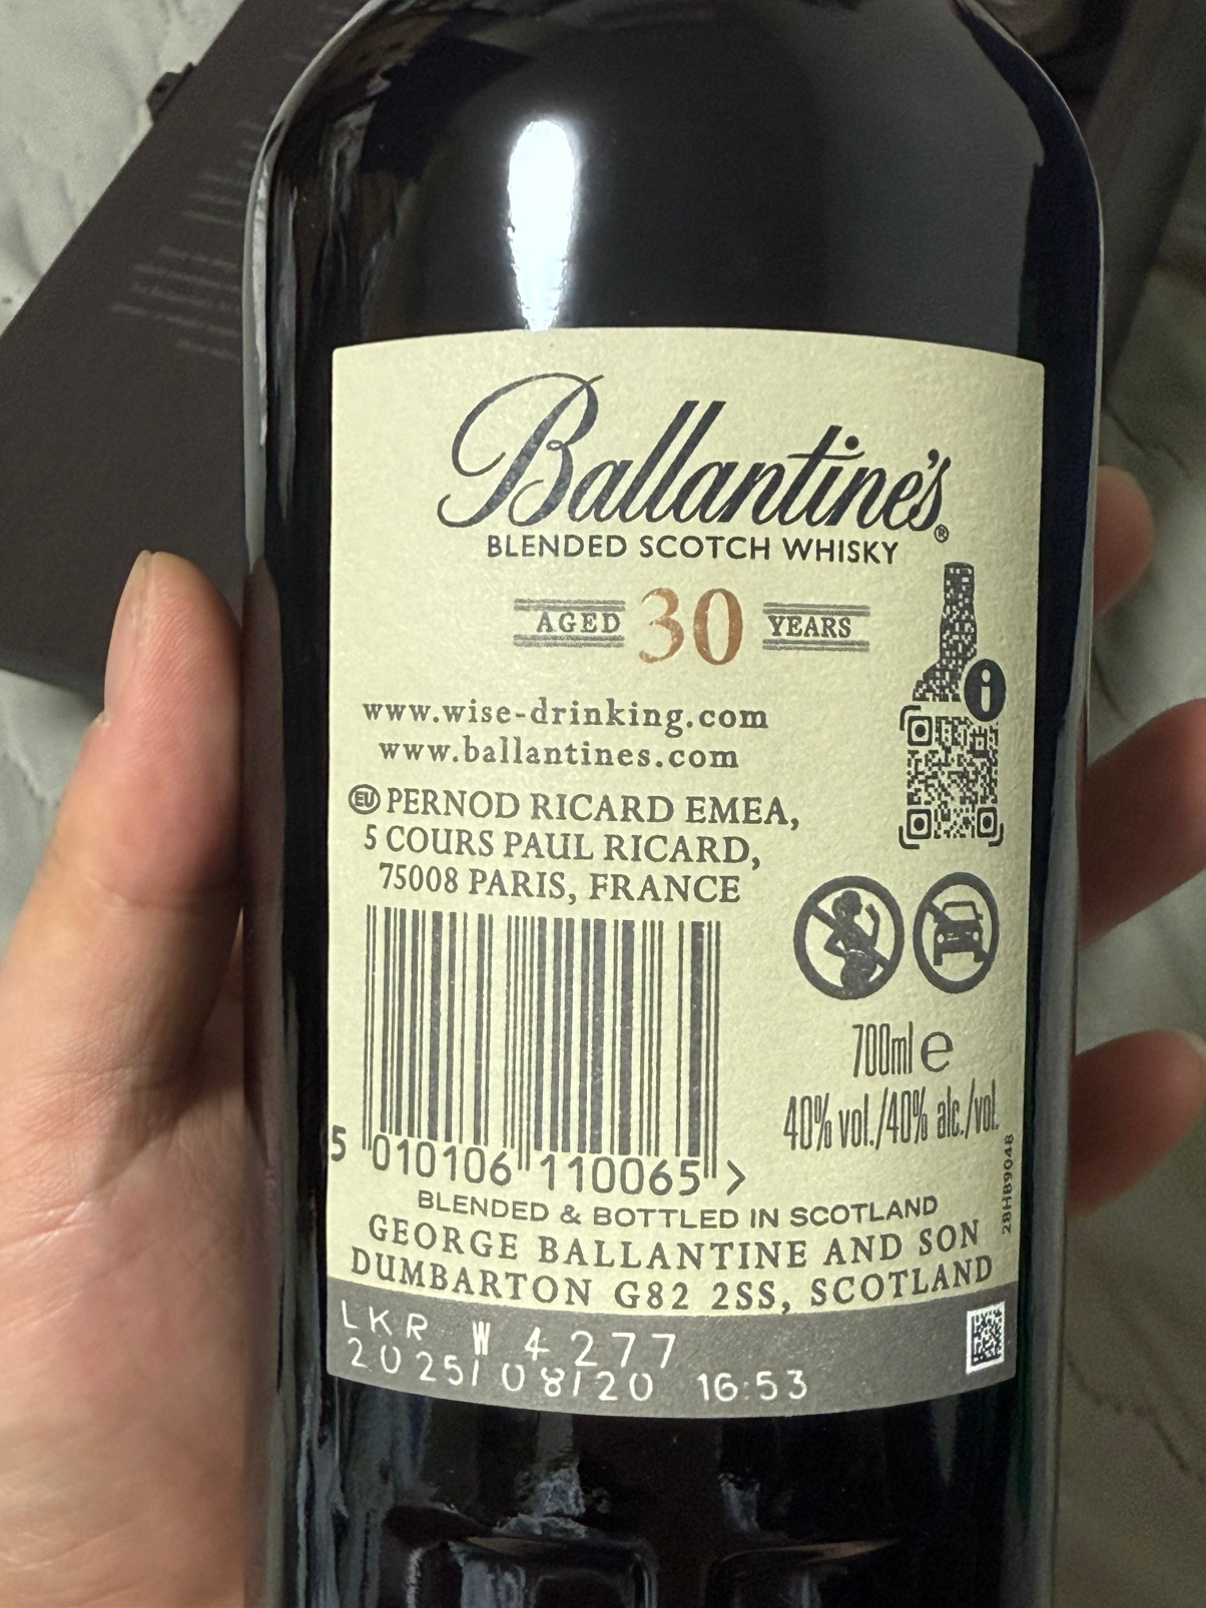 Ballantine's®
BLENDED SCOTCH WHISKY
AGED 30 YEARS
www.wise-drinking.com
www.ballantines.com
EU PERNOD RICARD EMEA,
5 COURS PAUL RICARD,
75008 PARIS, FRANCE
i
700ml e
40% vol./40% alc./vol.
5 010106 110065 >
28HB9048
BLENDED & BOTTLED IN SCOTLAND
GEORGE BALLANTINE AND SON
DUMBARTON G82 2SS, SCOTLAND
LKR W 4277
2025/08/20 16:53